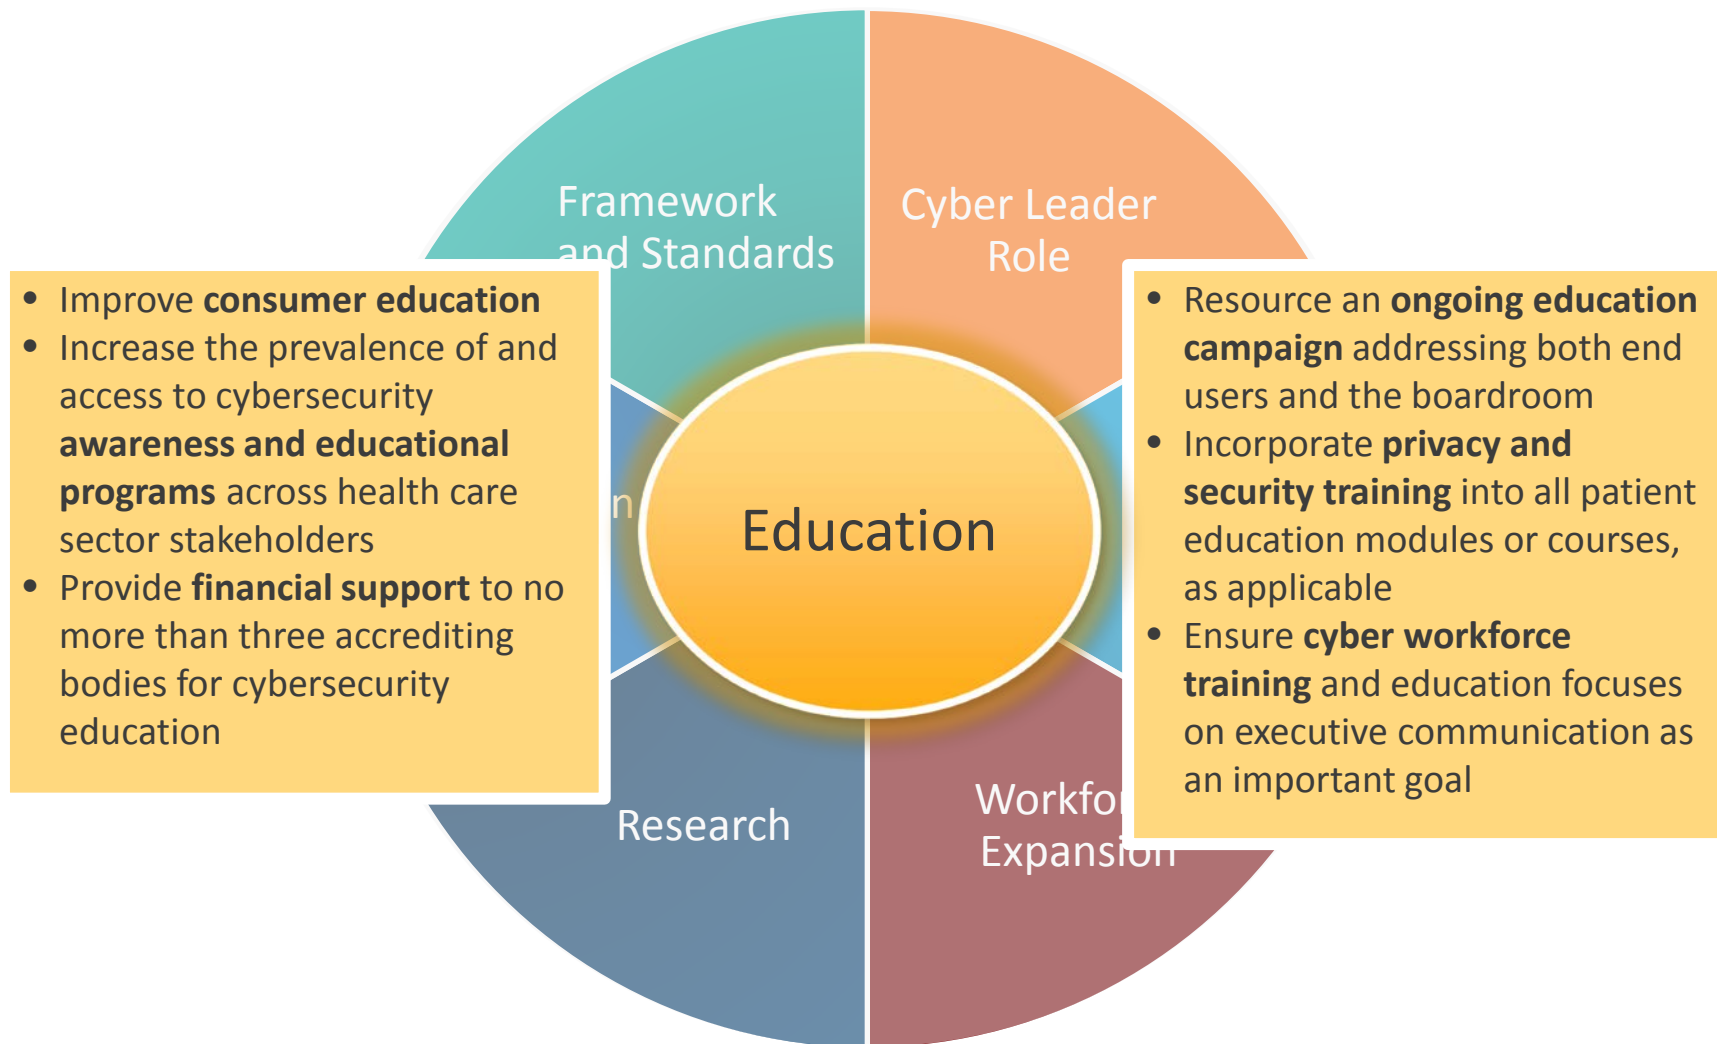 Framework
and Standards
Cyber Leader
Role
• Improve consumer education
• Increase the prevalence of and
access to cybersecurity
awareness and educational
programs across health care
sector stakeholders
• Provide financial support to no
more than three accrediting
bodies for cybersecurity
education
n
Education
• Resource an ongoing education
campaign addressing both end
users and the boardroom
• Incorporate privacy and
security training into all patient
education modules or courses,
as applicable
• Ensure cyber workforce
training and education focuses
on executive communication as
an important goal
Research
Workfo
Expansion